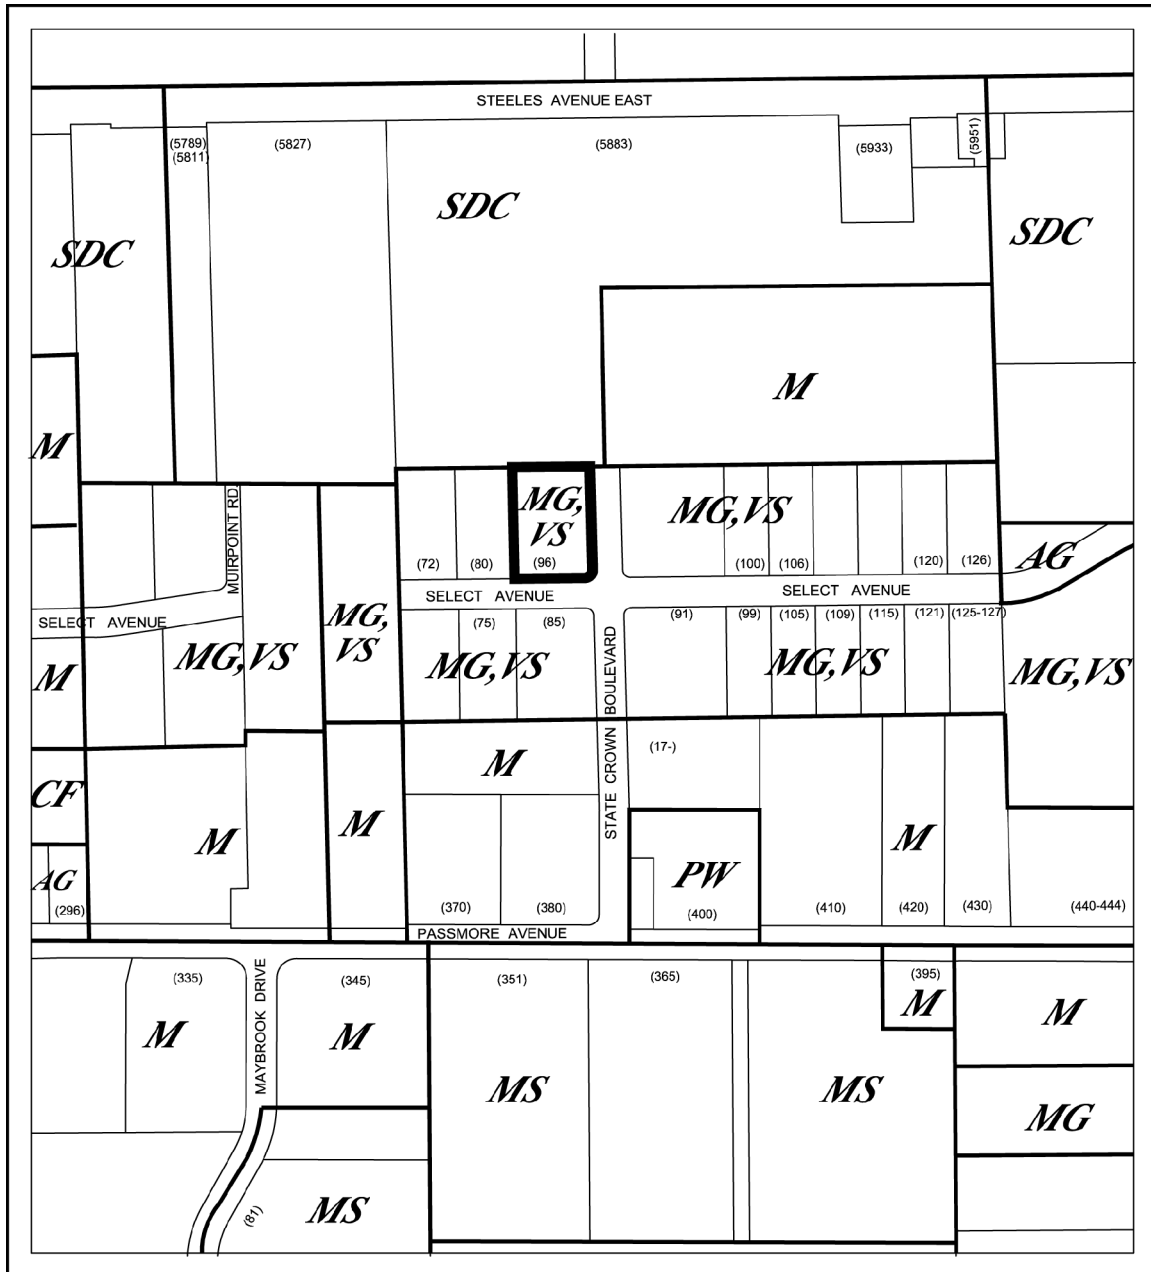 STEELES AVENUE EAST
(5789)
(5811)
(5827)
(5883)
(5933)
(5951)
SDC
SDC
SDC
M
M
MUIRPOINT RD.
MG,
VS
MG,VS
(72)
(80)
(96)
(100)
(106)
(120)
(126)
AG
SELECT AVENUE
SELECT AVENUE
SELECT AVENUE
MG,
VS
(75)
(85)
(91)
(99)
(105)
(109)
(115)
(121)
(125-127)
M
MG,VS
MG,VS
MG,VS
MG,VS
STATE CROWN BOULEVARD
(17-)
CF
M
M
M
M
AG
(296)
PW
(370)
(380)
(400)
(410)
(420)
(430)
(440-444)
PASSMORE AVENUE
(335)
MAYBROOK DRIVE
(345)
(351)
(365)
(395)
M
M
M
M
MS
MS
MG
(81)
MS